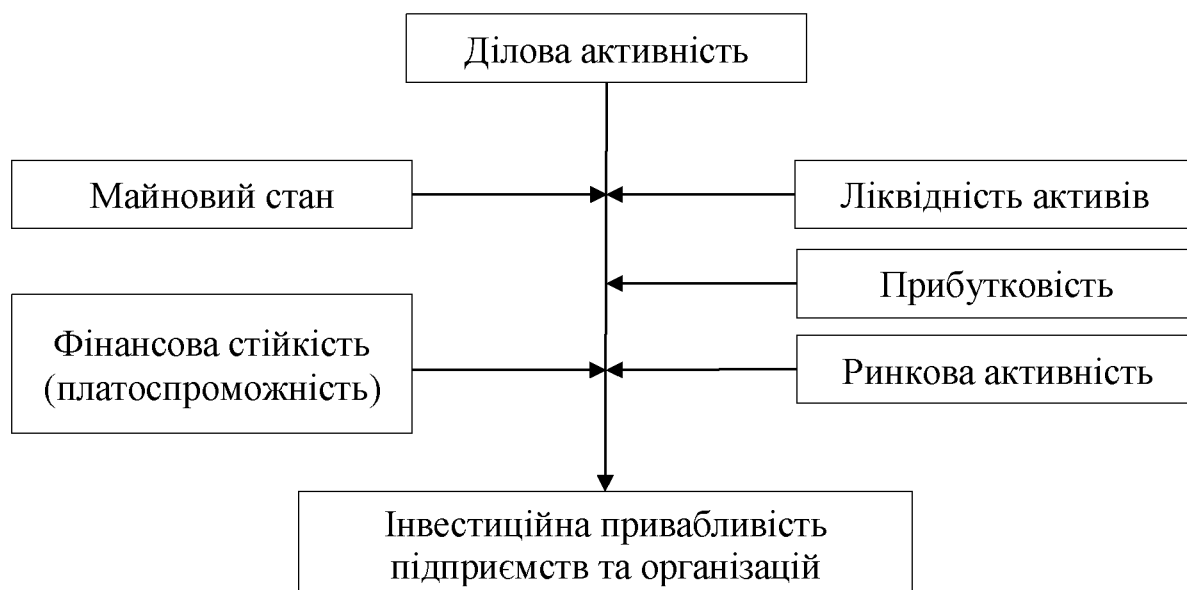 Ділова активність
Майновий стан
Ліквідність активів
Прибутковість
Фінансова стійкість
(платоспроможність)
Ринкова активність
Інвестиційна привабливість
підприємств та організацій